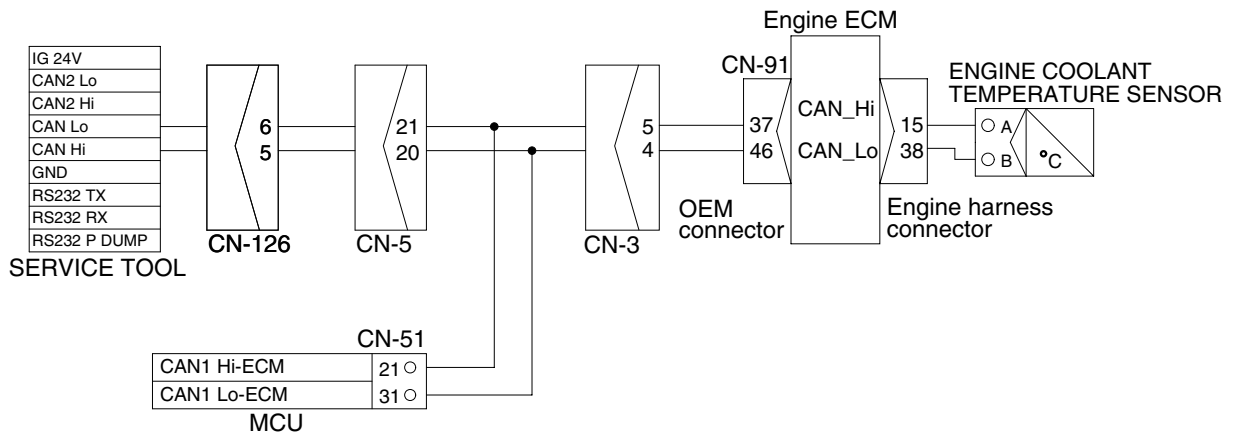 Engine ECM
IG 24V
CAN2 Lo
CAN2 Hi
CAN Lo
CAN Hi
GND
RS232 TX
RS232 RX
RS232 P DUMP
SERVICE TOOL
6
5
CN-126
21
20
CN-5
5
4
CN-3
CN-91
37
46
OEM
connector
CAN_Hi
CAN_Lo
15
38
Engine harness
connector
ENGINE COOLANT
TEMPERATURE SENSOR
A
B
°C
CN-51
CAN1 Hi-ECM 21
CAN1 Lo-ECM 31
MCU